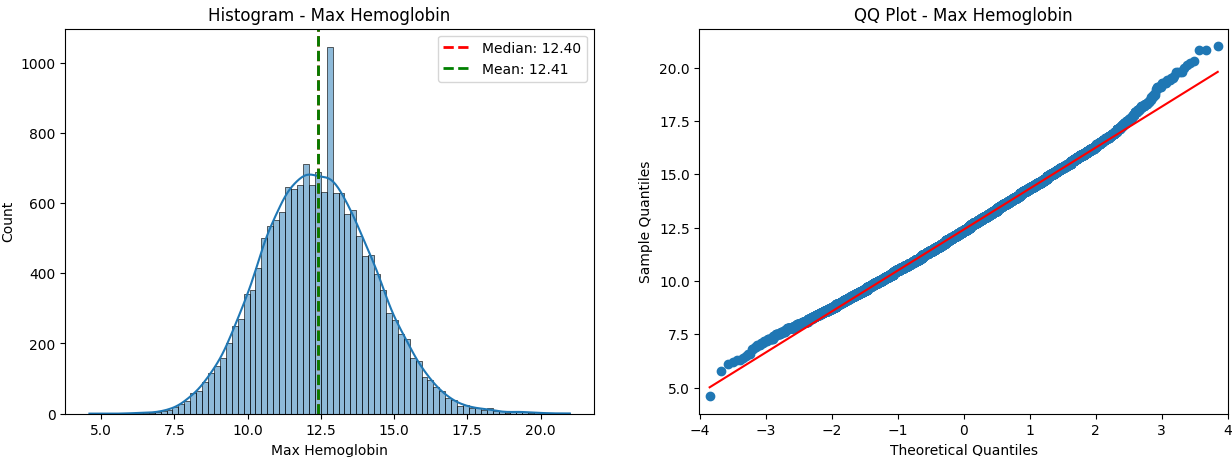 Histogram - Max Hemoglobin
Median: 12.40
Mean: 12.41
Count
1000
800
600
400
200
0
5.0 7.5 10.0 12.5 15.0 17.5 20.0
Max Hemoglobin
QQ Plot - Max Hemoglobin
Sample Quantiles
20.0
17.5
15.0
12.5
10.0
7.5
5.0
−4 −3 −2 −1 0 1 2 3 4
Theoretical Quantiles